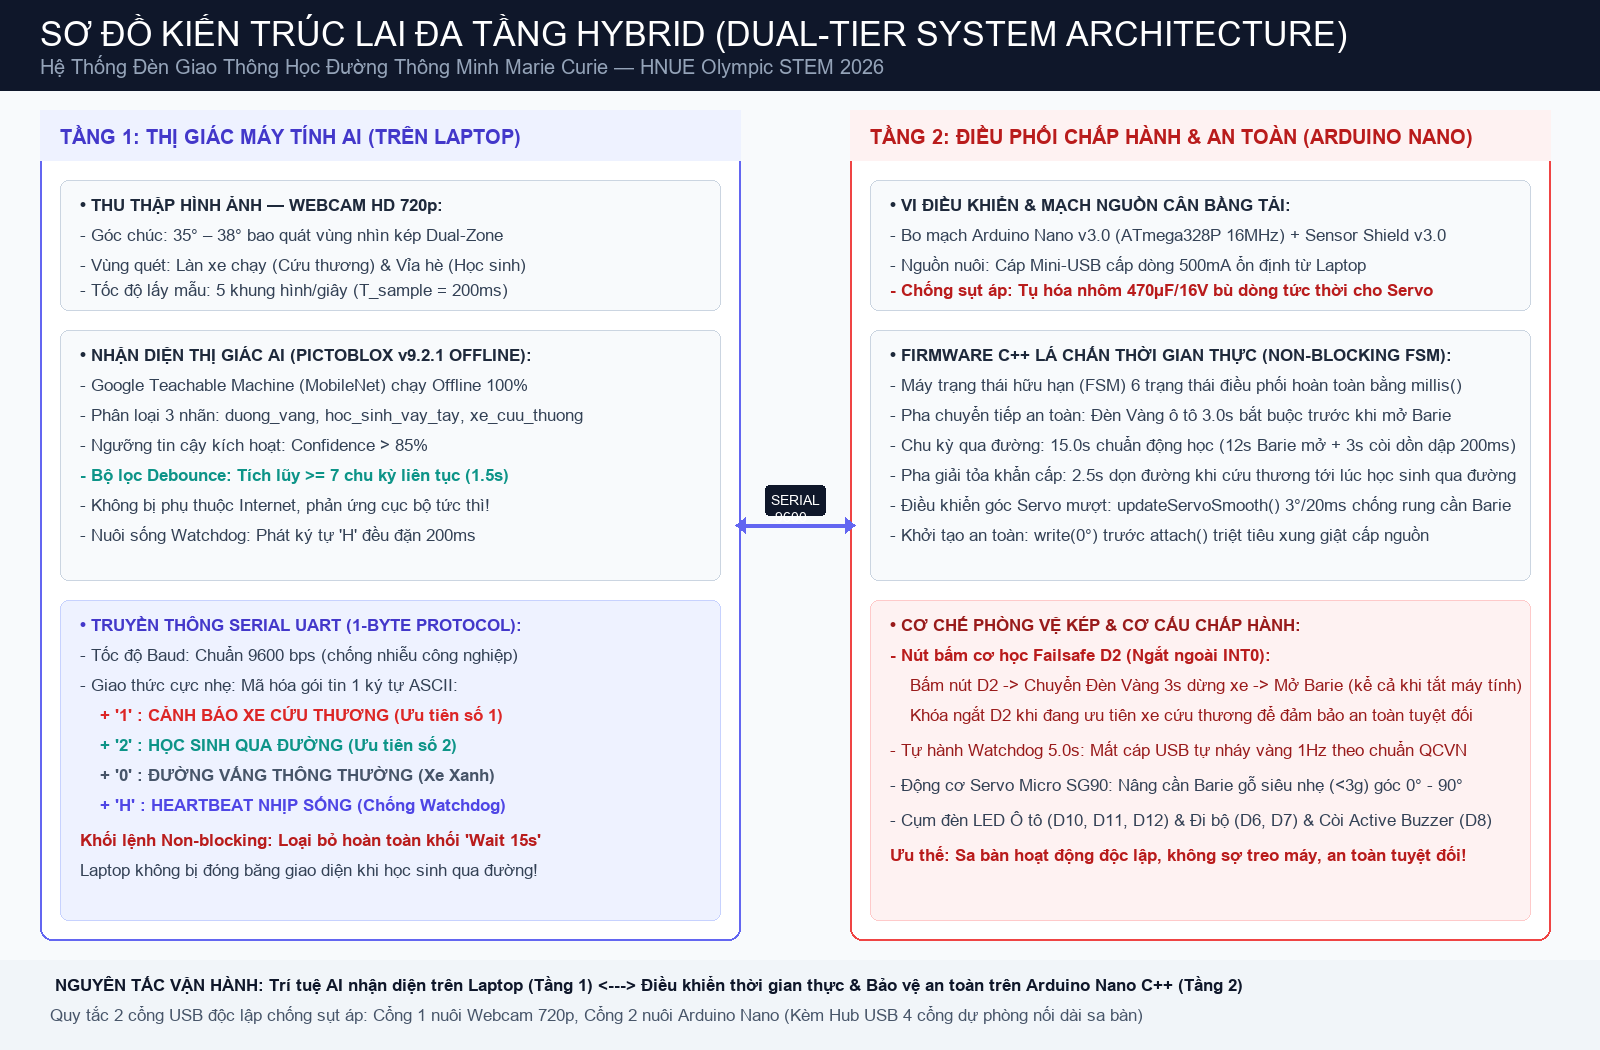 SƠ ĐỒ KIẾN TRÚC LAI ĐA TẦNG HYBRID (DUAL-TIER SYSTEM ARCHITECTURE)
Hệ Thống Đèn Giao Thông Học Đường Thông Minh Marie Curie — HNUE Olympic STEM 2026
TẦNG 1: THỊ GIÁC MÁY TÍNH AI (TRÊN LAPTOP)
• THU THẬP HÌNH ẢNH — WEBCAM HD 720p:
- Góc chúc: 35° – 38° bao quát vùng nhìn kép Dual-Zone
- Vùng quét: Làn xe chạy (Cứu thương) & Vỉa hè (Học sinh)
- Tốc độ lấy mẫu: 5 khung hình/giây (T_sample = 200ms)
• NHẬN DIỆN THỊ GIÁC AI (PICTOBLOX v9.2.1 OFFLINE):
- Google Teachable Machine (MobileNet) chạy Offline 100%
- Phân loại 3 nhãn: duong_vang, hoc_sinh_vay_tay, xe_cuu_thuong
- Ngưỡng tin cậy kích hoạt: Confidence > 85%
- Bộ lọc Debounce: Tích lũy >= 7 chu kỳ liên tục (1.5s)
- Không bị phụ thuộc Internet, phản ứng cục bộ tức thì!
- Nuôi sống Watchdog: Phát ký tự 'H' đều đặn 200ms
• TRUYỀN THÔNG SERIAL UART (1-BYTE PROTOCOL):
- Tốc độ Baud: Chuẩn 9600 bps (chống nhiễu công nghiệp)
- Giao thức cực nhẹ: Mã hóa gói tin 1 ký tự ASCII:
+ '1' : CẢNH BÁO XE CỨU THƯƠNG (Ưu tiên số 1)
+ '2' : HỌC SINH QUA ĐƯỜNG (Ưu tiên số 2)
+ '0' : ĐƯỜNG VẮNG THÔNG THƯỜNG (Xe Xanh)
+ 'H' : HEARTBEAT NHỊP SỐNG (Chống Watchdog)
Khối lệnh Non-blocking: Loại bỏ hoàn toàn khối 'Wait 15s'
Laptop không bị đóng băng giao diện khi học sinh qua đường!
SERIAL
9600
TẦNG 2: ĐIỀU PHỐI CHẤP HÀNH & AN TOÀN (ARDUINO NANO)
• VI ĐIỀU KHIỂN & MẠCH NGUỒN CÂN BẰNG TẢI:
- Bo mạch Arduino Nano v3.0 (ATmega328P 16MHz) + Sensor Shield v3.0
- Nguồn nuôi: Cáp Mini-USB cấp dòng 500mA ổn định từ Laptop
- Chống sụt áp: Tụ hóa nhôm 470µF/16V bù dòng tức thời cho Servo
• FIRMWARE C++ LÁ CHẮN THỜI GIAN THỰC (NON-BLOCKING FSM):
- Máy trạng thái hữu hạn (FSM) 6 trạng thái điều phối hoàn toàn bằng millis()
- Pha chuyển tiếp an toàn: Đèn Vàng ô tô 3.0s bắt buộc trước khi mở Barie
- Chu kỳ qua đường: 15.0s chuẩn động học (12s Barie mở + 3s còi dồn dập 200ms)
- Pha giải tỏa khẩn cấp: 2.5s dọn đường khi cứu thương tới lúc học sinh qua đường
- Điều khiển góc Servo mượt: updateServoSmooth() 3°/20ms chống rung cần Barie
- Khởi tạo an toàn: write(0°) trước attach() triệt tiêu xung giật cấp nguồn
• CƠ CHẾ PHÒNG VỆ KÉP & CƠ CẤU CHẤP HÀNH:
- Nút bấm cơ học Failsafe D2 (Ngắt ngoài INT0):
Bấm nút D2 -> Chuyển Đèn Vàng 3s dừng xe -> Mở Barie (kể cả khi tắt máy tính)
Khóa ngắt D2 khi đang ưu tiên xe cứu thương để đảm bảo an toàn tuyệt đối
- Tự hành Watchdog 5.0s: Mất cáp USB tự nháy vàng 1Hz theo chuẩn QCVN
- Động cơ Servo Micro SG90: Nâng cần Barie gỗ siêu nhẹ (<3g) góc 0° - 90°
- Cụm đèn LED Ô tô (D10, D11, D12) & Đi bộ (D6, D7) & Còi Active Buzzer (D8)
Ưu thế: Sa bàn hoạt động độc lập, không sợ treo máy, an toàn tuyệt đối!
NGUYÊN TẮC VẬN HÀNH: Trí tuệ AI nhận diện trên Laptop (Tầng 1) <---> Điều khiển thời gian thực & Bảo vệ an toàn trên Arduino Nano C++ (Tầng 2)
Quy tắc 2 cổng USB độc lập chống sụt áp: Cổng 1 nuôi Webcam 720p, Cổng 2 nuôi Arduino Nano (Kèm Hub USB 4 cổng dự phòng nối dài sa bàn)